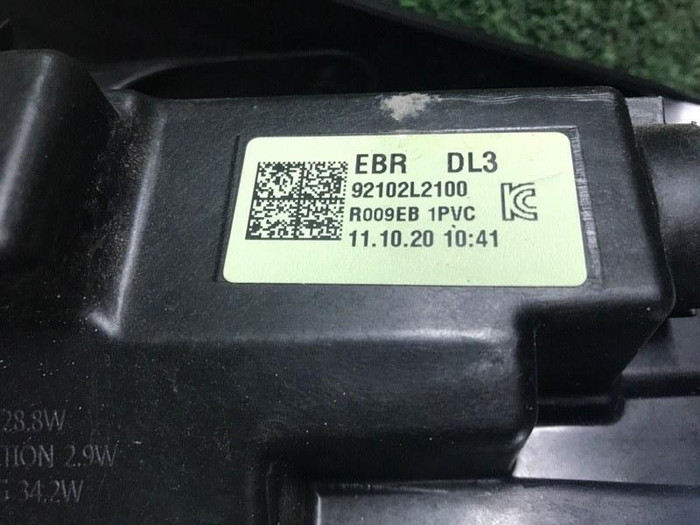 EBR DL3
92102L2100
R009EB 1PVC
11.10.20 10:41
28.8W
TION 2.9W
G 34.2W